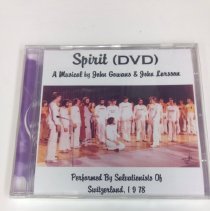 Spirit (DVD)
A Musical by John Gowans & John Larsson
Performed By Salvationists Of
Switzerland, 1978